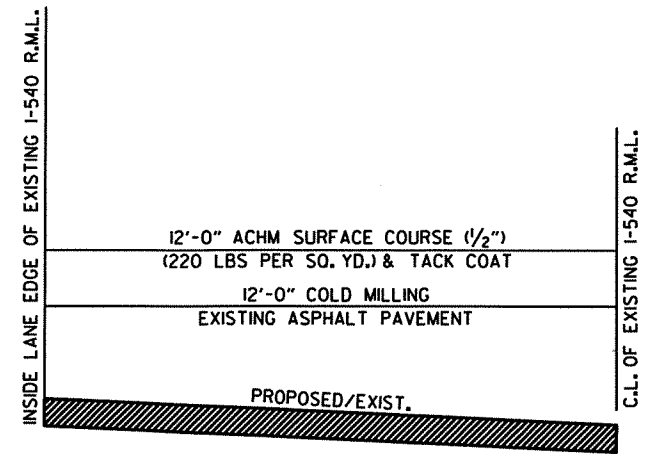 INSIDE LANE EDGE OF EXISTING I-540 R.M.L.
12'-0" ACHM SURFACE COURSE (1/2")
(220 LBS PER SQ. YD.) & TACK COAT
12'-0" COLD MILLING
EXISTING ASPHALT PAVEMENT
PROPOSED/EXIST.
C.L. OF EXISTING I-540 R.M.L.